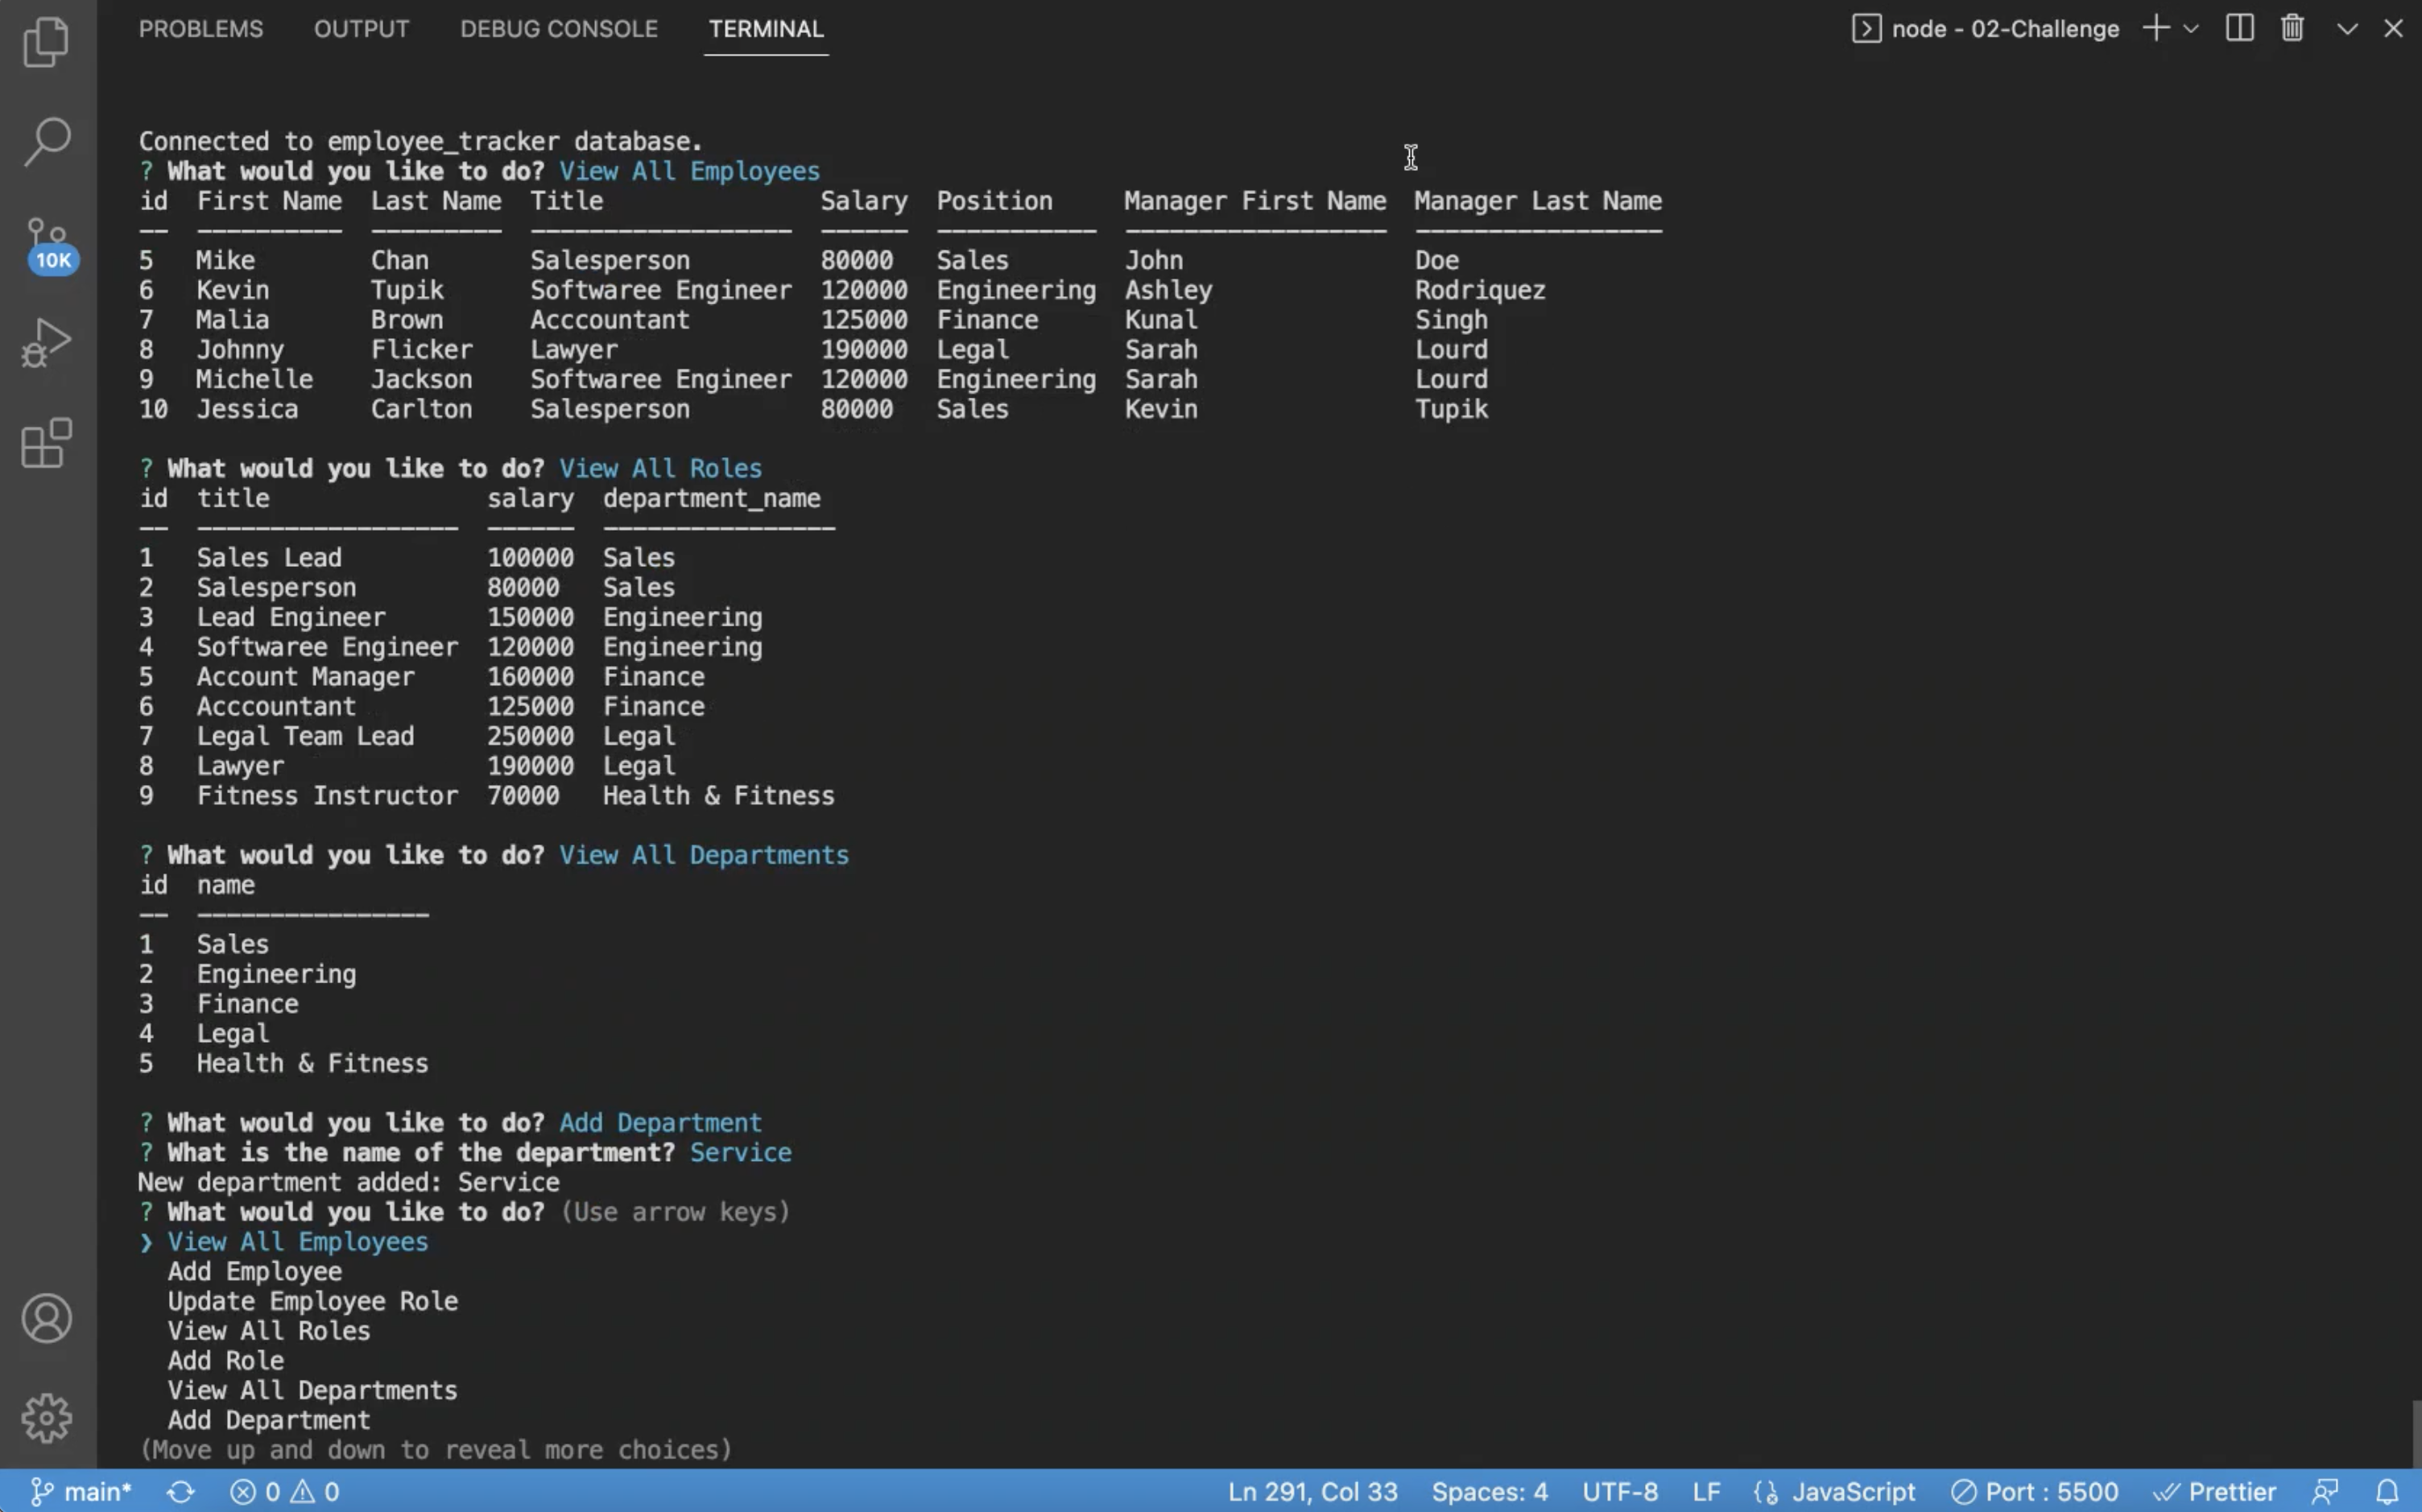 PROBLEMS OUTPUT DEBUG CONSOLE TERMINAL node - 02-Challenge
10K
Connected to employee_tracker database.
? What would you like to do? View All Employees
id First Name Last Name Title Salary Position Manager First Name Manager Last Name
5 Mike Chan Salesperson 80000 Sales John Doe
6 Kevin Tupik Softwaree Engineer 120000 Engineering Ashley Rodriquez
7 Malia Brown Acccountant 125000 Finance Kunal Singh
8 Johnny Flicker Lawyer 190000 Legal Sarah Lourd
9 Michelle Jackson Softwaree Engineer 120000 Engineering Sarah Lourd
10 Jessica Carlton Salesperson 80000 Sales Kevin Tupik
? What would you like to do? View All Roles
id title salary department_name
1 Sales Lead 100000 Sales
2 Salesperson 80000 Sales
3 Lead Engineer 150000 Engineering
4 Softwaree Engineer 120000 Engineering
5 Account Manager 160000 Finance
6 Acccountant 125000 Finance
7 Legal Team Lead 250000 Legal
8 Lawyer 190000 Legal
9 Fitness Instructor 70000 Health & Fitness
? What would you like to do? View All Departments
id name
1 Sales
2 Engineering
3 Finance
4 Legal
5 Health & Fitness
? What would you like to do? Add Department
? What is the name of the department? Service
New department added: Service
? What would you like to do? (Use arrow keys)
❯ View All Employees
Add Employee
Update Employee Role
View All Roles
Add Role
View All Departments
Add Department
(Move up and down to reveal more choices)
main* 0 0 Ln 291, Col 33 Spaces: 4 UTF-8 LF JavaScript Port : 5500 Prettier